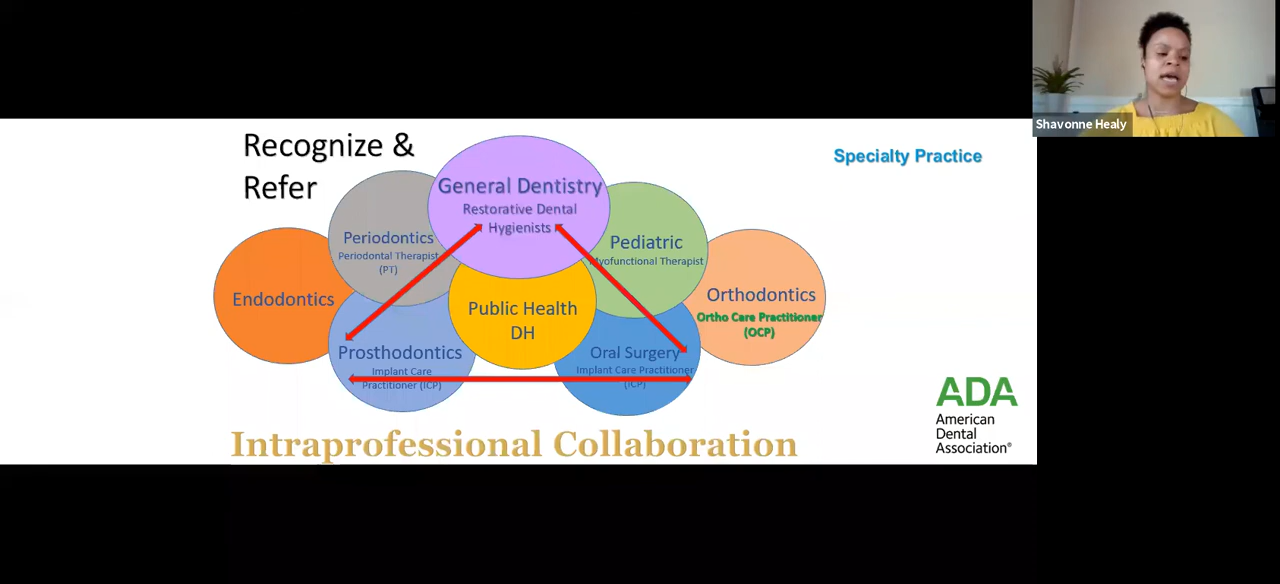 Shavonne Healy
Recognize &
Refer
Specialty Practice
General Dentistry
Restorative Dental
Hygienists
Periodontics
Periodontal Therapist
(PT)
Pediatric
Myofunctional Therapist
Endodontics
Orthodontics
Ortho Care Practitioner
(OCP)
Public Health
DH
Prosthodontics
Implant Care
Practitioner (ICP)
Oral Surgery
Implant Care Practitioner
(ICP)
ADA
American
Dental
Association®
Intraprofessional Collaboration